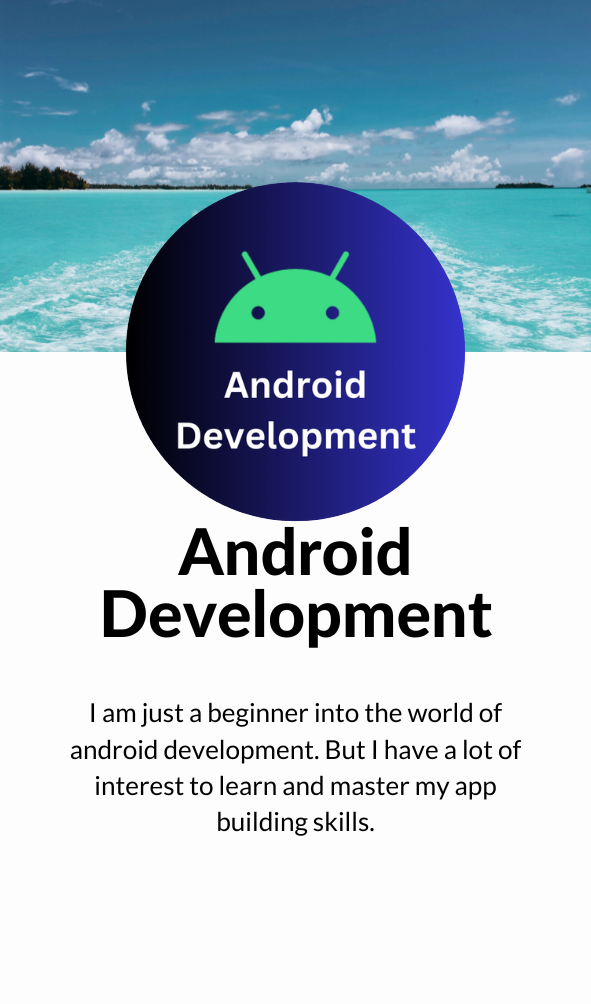 Android
Development
Android
Development
I am just a beginner into the world of
android development. But I have a lot of
interest to learn and master my app
building skills.